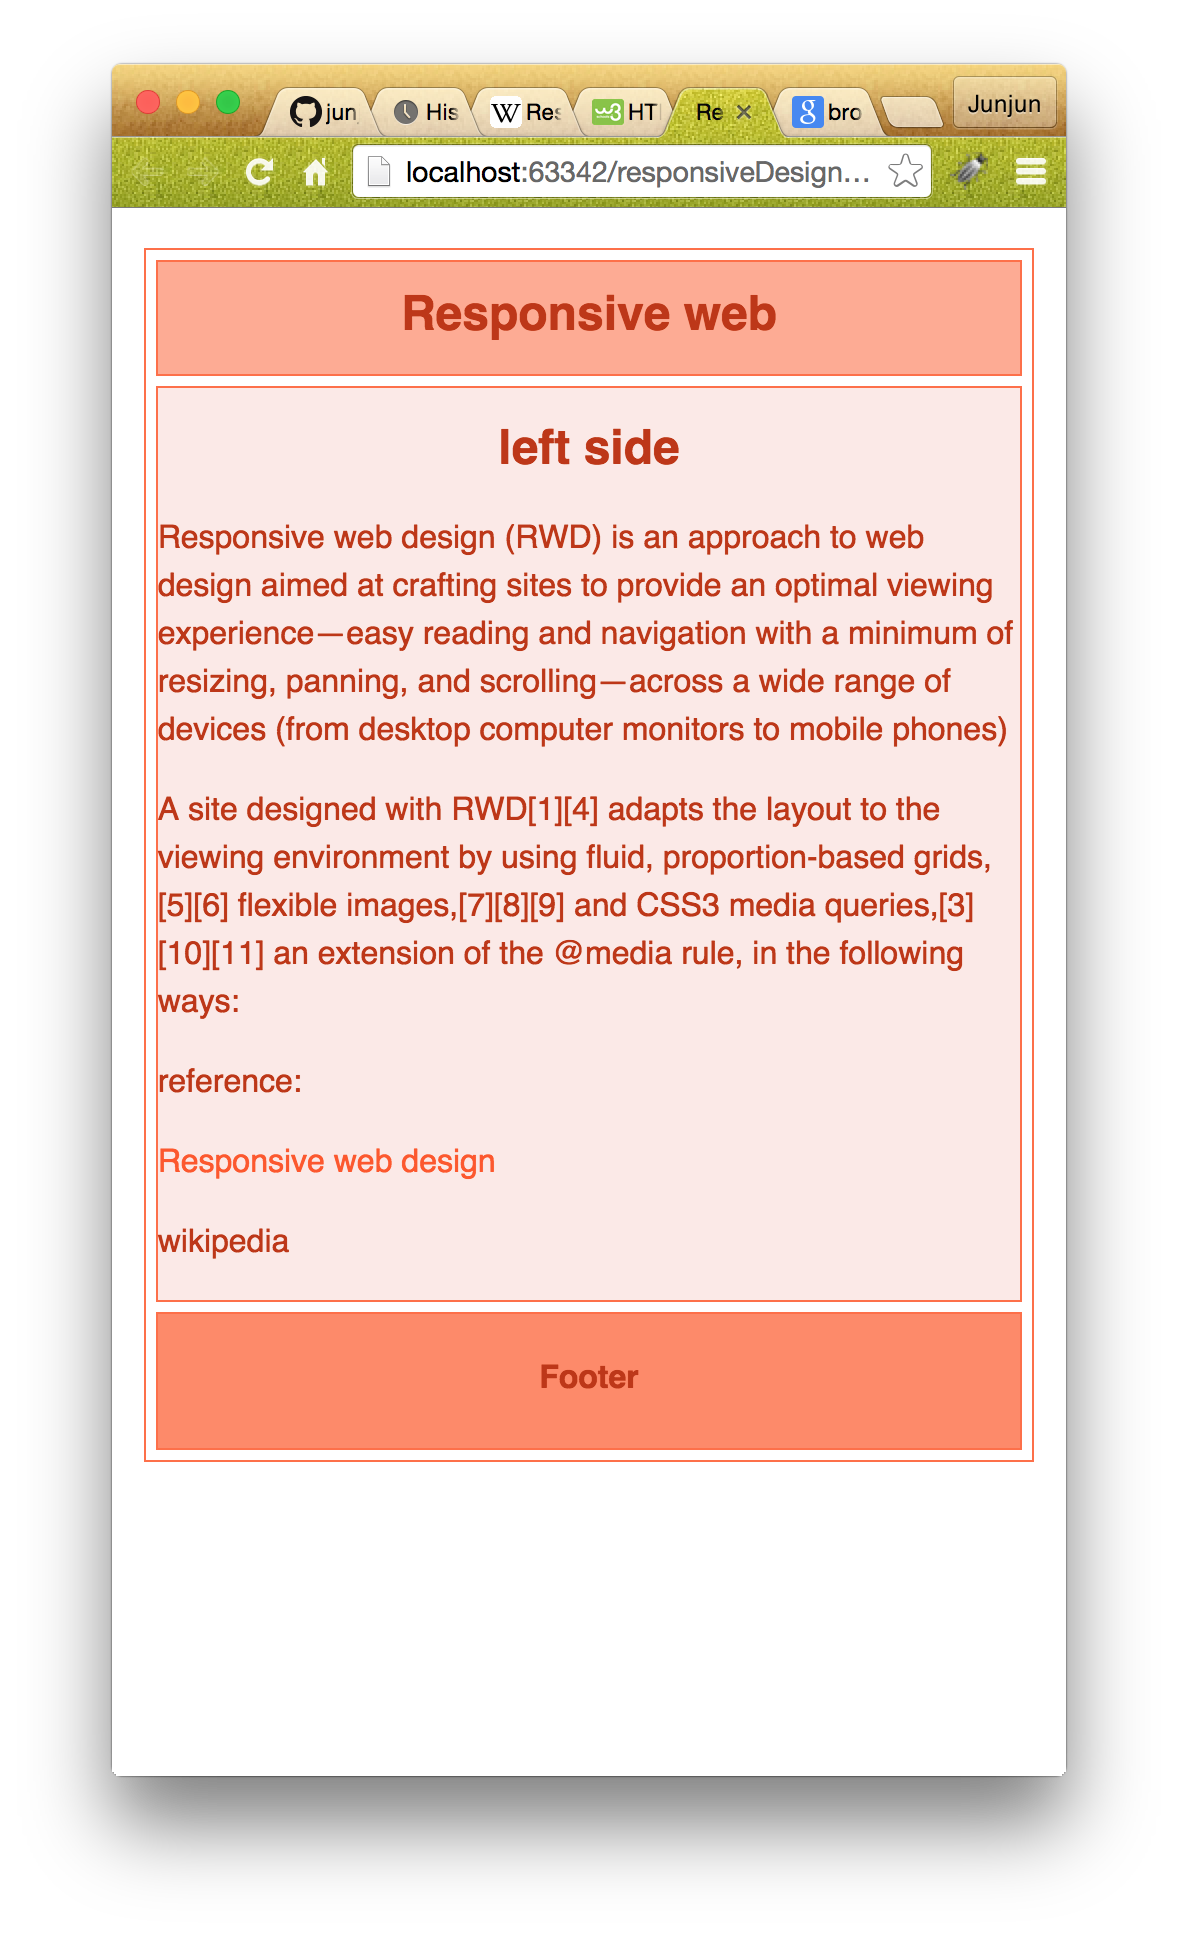 jun
His
W Res
w3 HT
Re
g bro
Junjun
localhost:63342/responsiveDesign…
Responsive web
left side
Responsive web design (RWD) is an approach to web
design aimed at crafting sites to provide an optimal viewing
experience—easy reading and navigation with a minimum of
resizing, panning, and scrolling—across a wide range of
devices (from desktop computer monitors to mobile phones)
A site designed with RWD[1][4] adapts the layout to the
viewing environment by using fluid, proportion-based grids,
[5][6] flexible images,[7][8][9] and CSS3 media queries,[3]
[10][11] an extension of the @media rule, in the following
ways:
reference:
Responsive web design
wikipedia
Footer